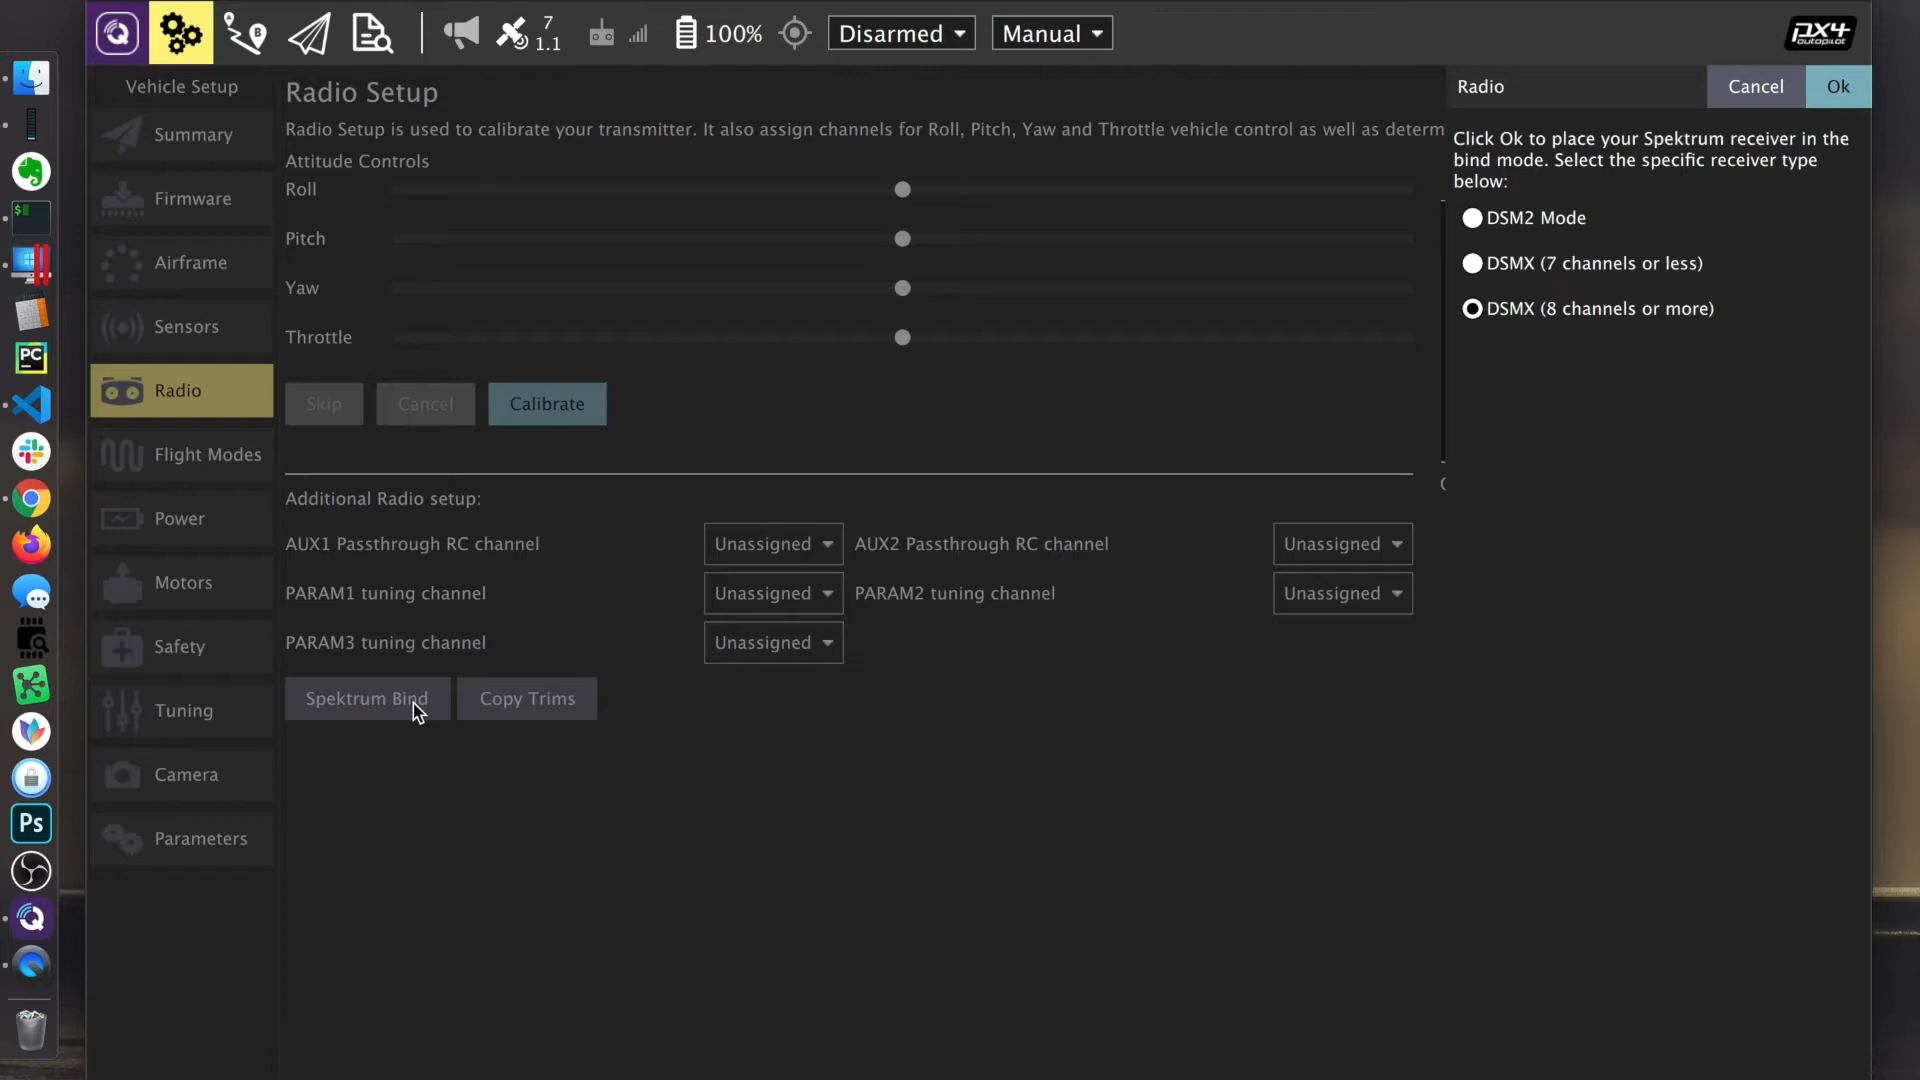 7
1.1
100%
Disarmed
Manual
PX4
autopilot
Vehicle Setup
Summary
Firmware
Airframe
Sensors
Radio
Flight Modes
Power
Motors
Safety
Tuning
Camera
Parameters
Radio Setup
Radio Setup is used to calibrate your transmitter. It also assign channels for Roll, Pitch, Yaw and Throttle vehicle control as well as determ
Attitude Controls
Roll
Pitch
Yaw
Throttle
Skip Cancel Calibrate
Additional Radio setup:
AUX1 Passthrough RC channel Unassigned AUX2 Passthrough RC channel Unassigned
PARAM1 tuning channel Unassigned PARAM2 tuning channel Unassigned
PARAM3 tuning channel Unassigned
Spektrum Bind Copy Trims
Radio Cancel Ok
Click Ok to place your Spektrum receiver in the
bind mode. Select the specific receiver type
below:
DSM2 Mode
DSMX (7 channels or less)
DSMX (8 channels or more)
B
$
PC
Ps